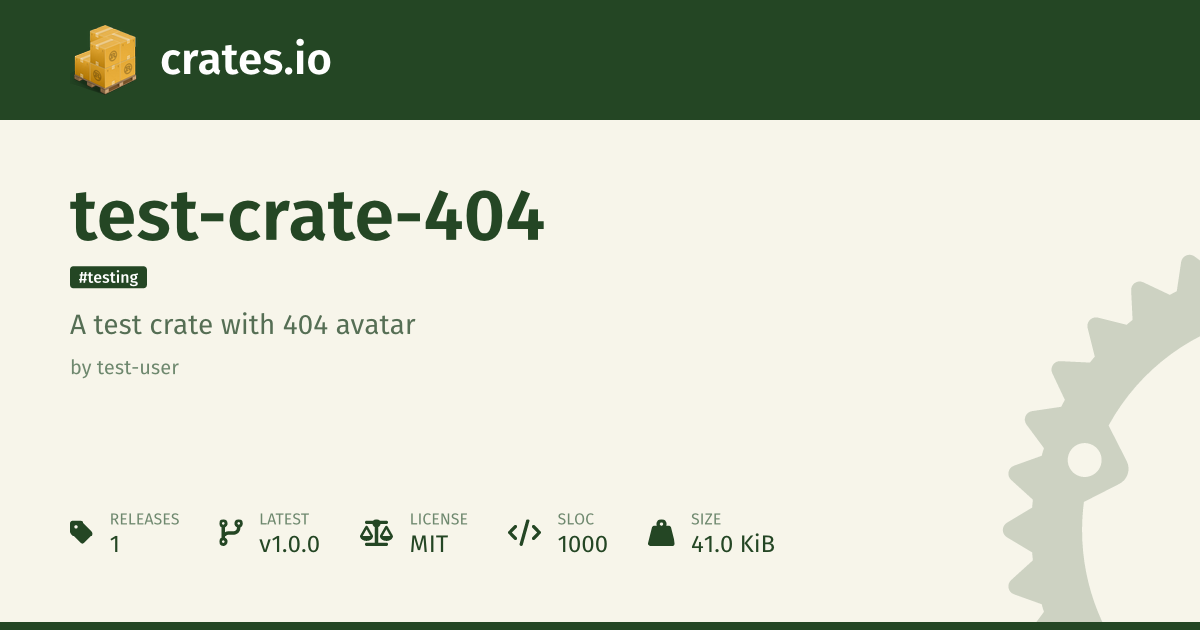 crates.io
test-crate-404
#testing
A test crate with 404 avatar
by test-user
RELEASES
1
LATEST
v1.0.0
LICENSE
MIT
SLOC
1000
SIZE
41.0 KiB